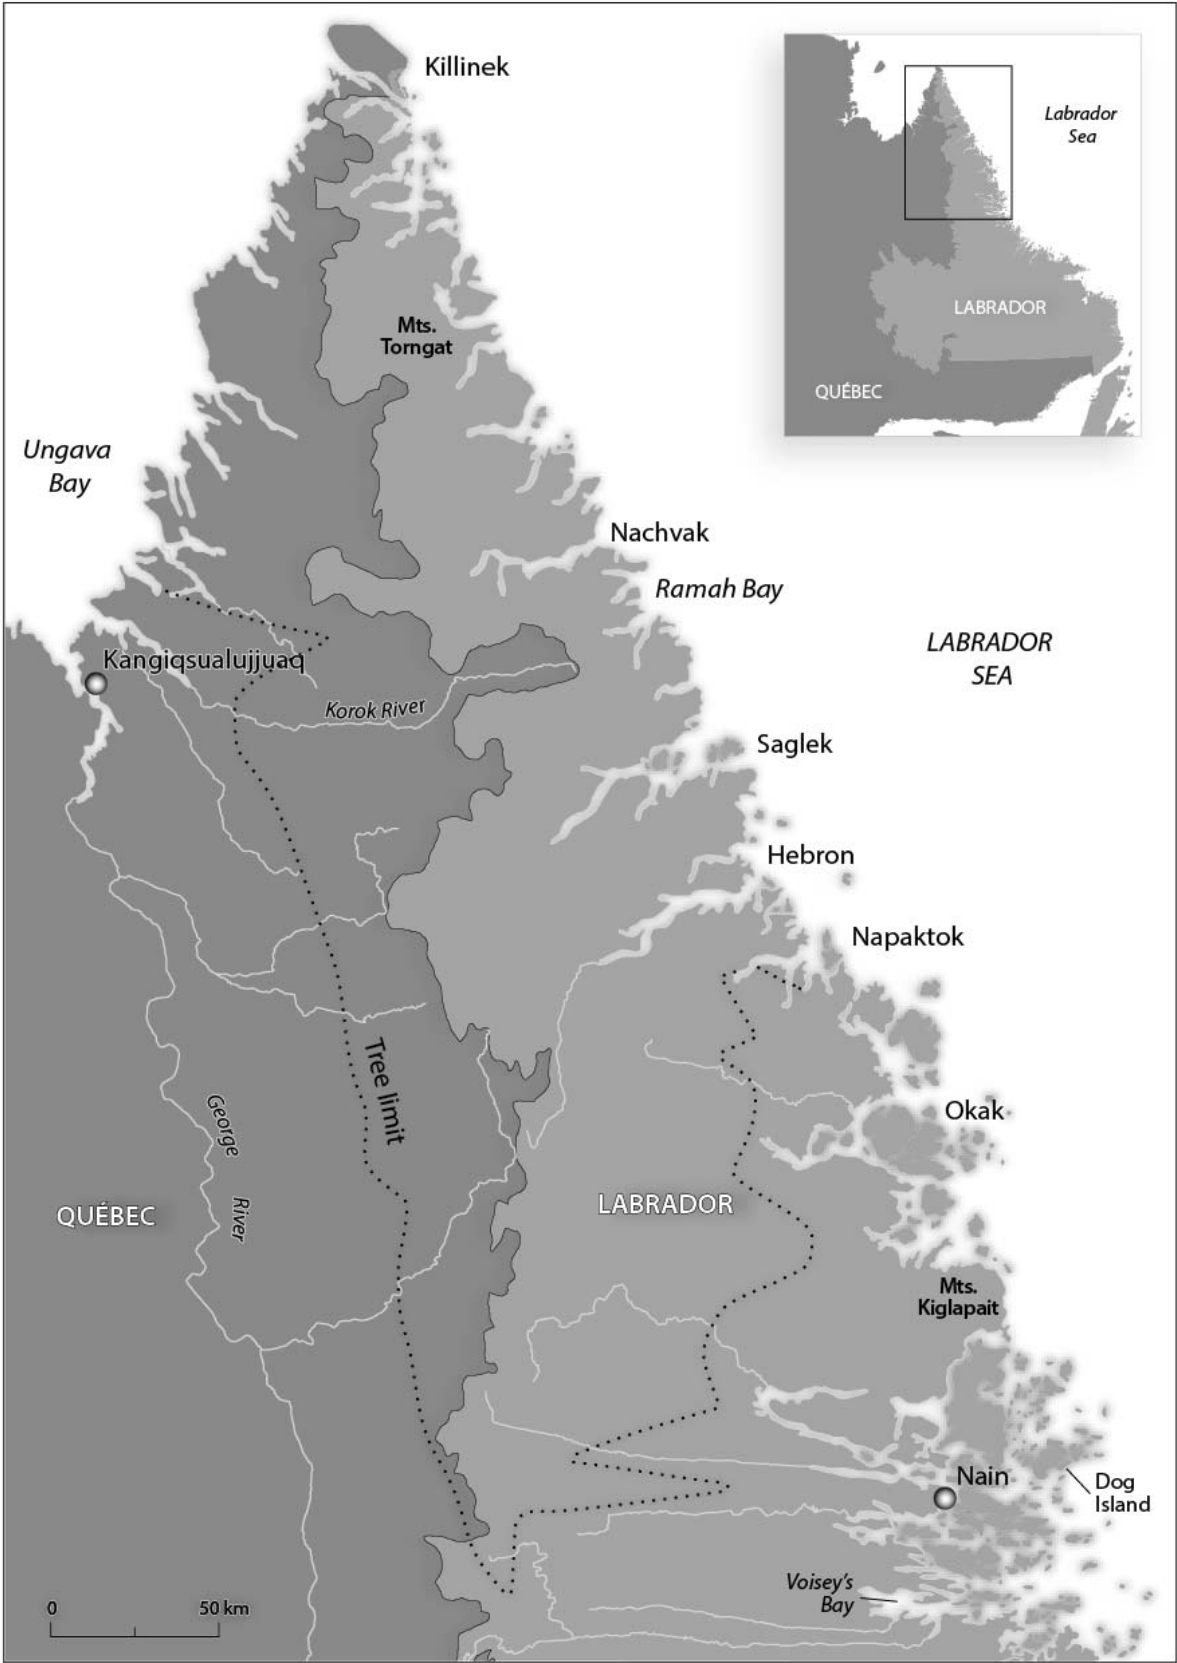 Killinek
Labrador
Sea
LABRADOR
QUÉBEC
Mts.
Torngat
Ungava
Bay
Nachvak
Ramah Bay
LABRADOR
SEA
Kangiqsualujjuaq
Korok River
Saglek
Hebron
Napaktok
Tree limit
George
River
Okak
QUÉBEC
LABRADOR
Mts.
Kiglapait
Nain
Dog
Island
Voisey's
Bay
0 50 km